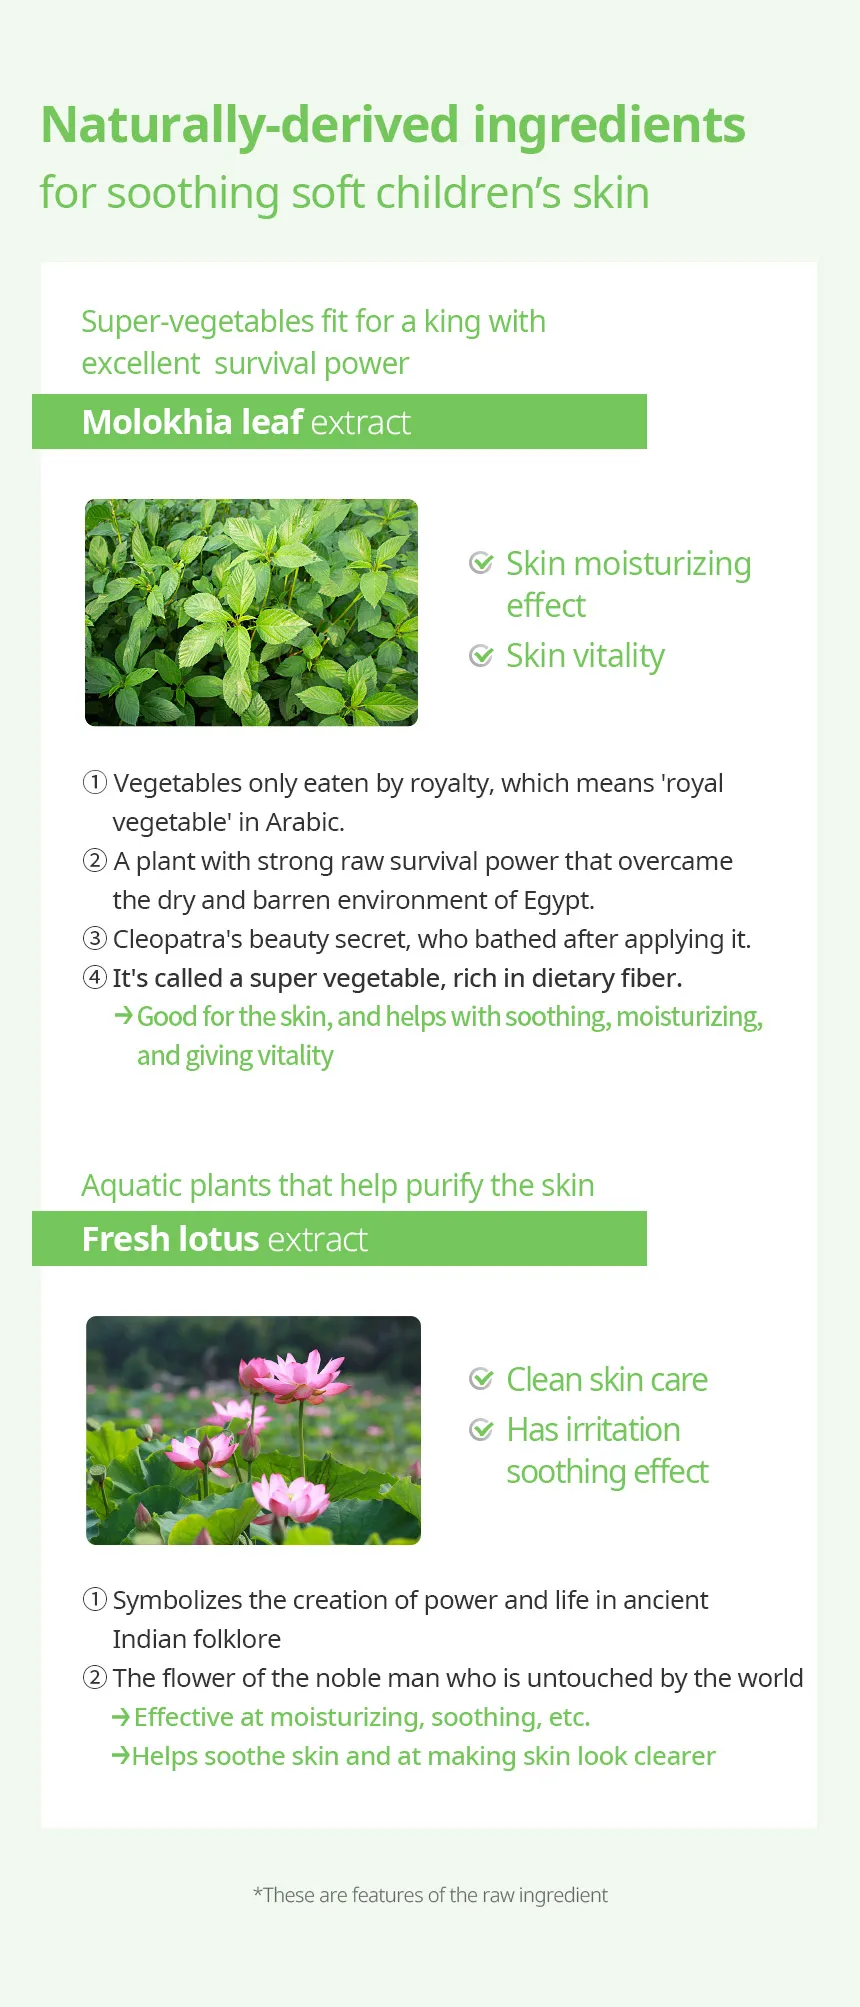 Naturally-derived ingredients
for soothing soft children’s skin
Super-vegetables fit for a king with
excellent  survival power
Molokhia leaf extract
Skin moisturizing
effect
Skin vitality
① Vegetables only eaten by royalty, which means 'royal
vegetable' in Arabic.
② A plant with strong raw survival power that overcame
the dry and barren environment of Egypt.
③ Cleopatra's beauty secret, who bathed after applying it.
④ It's called a super vegetable, rich in dietary fiber.
→ Good for the skin, and helps with soothing, moisturizing,
and giving vitality
Aquatic plants that help purify the skin
Fresh lotus extract
Clean skin care
Has irritation
soothing effect
① Symbolizes the creation of power and life in ancient
Indian folklore
② The flower of the noble man who is untouched by the world
→ Effective at moisturizing, soothing, etc.
→ Helps soothe skin and at making skin look clearer
*These are features of the raw ingredient